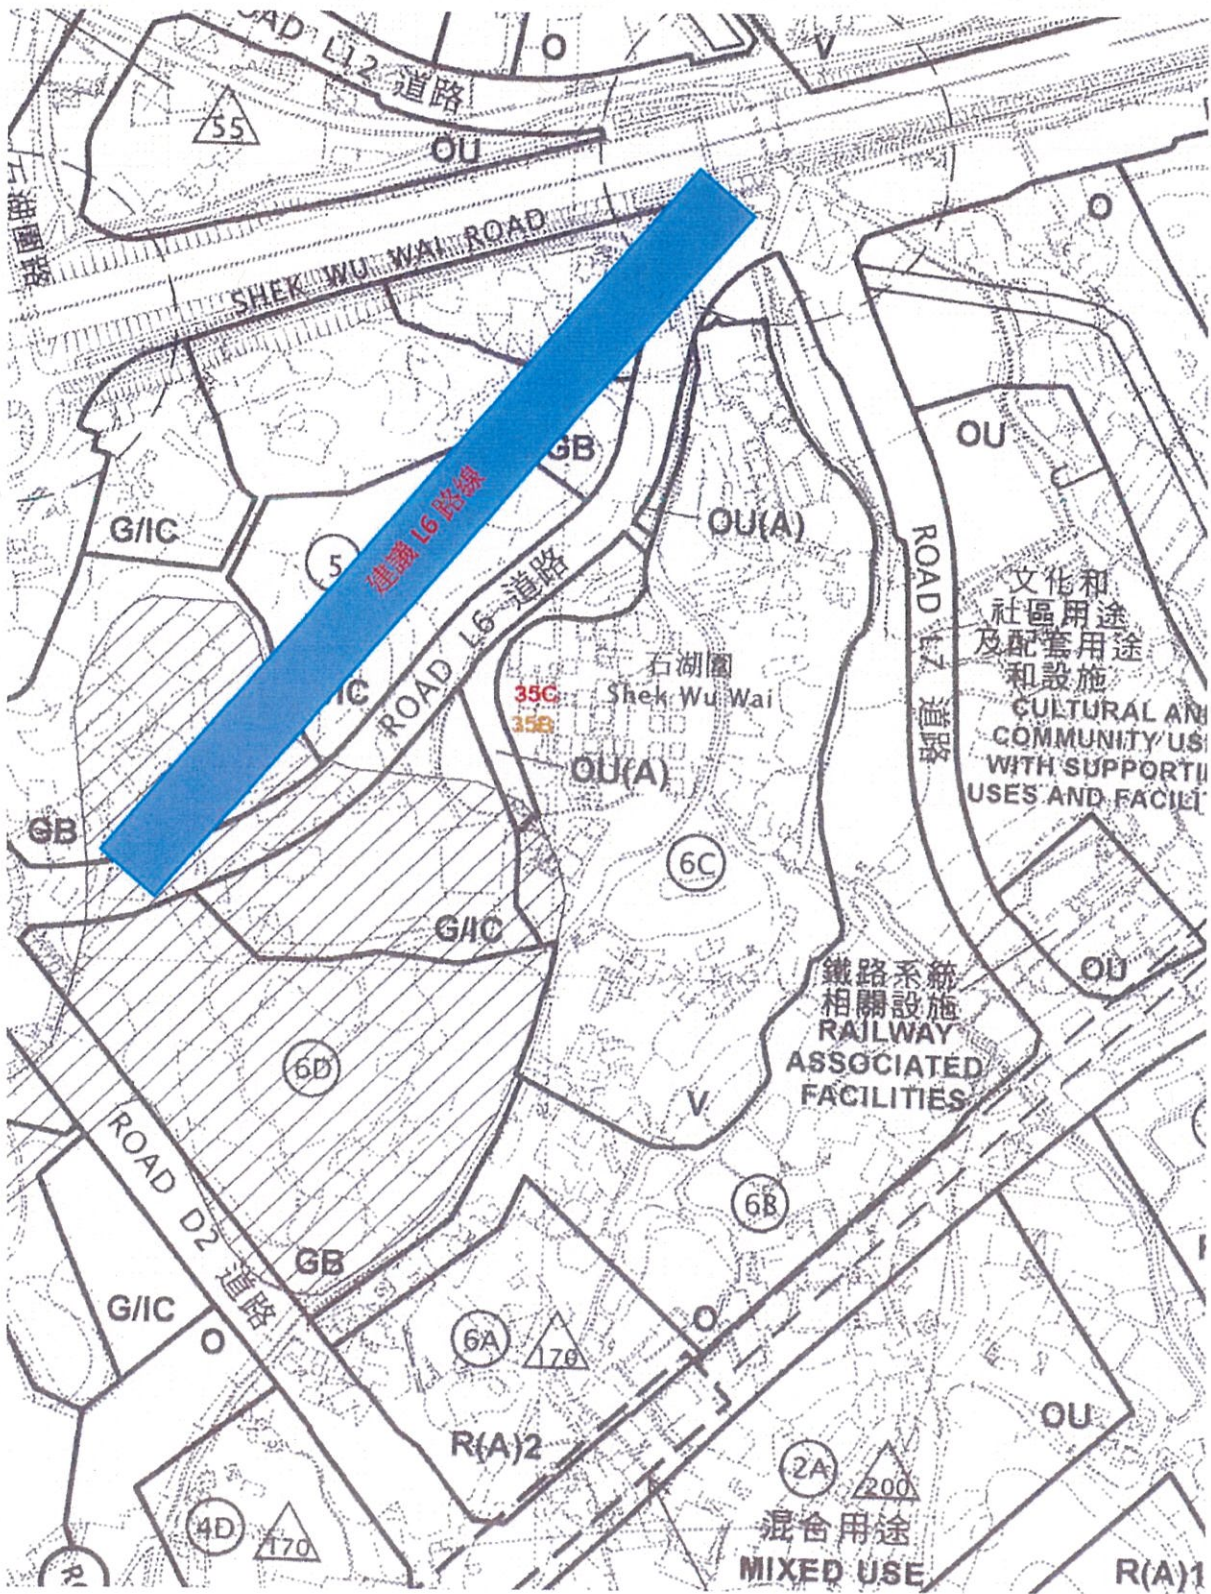 ROAD L12 道路
O
V
55
OU
SHEK WU WAI ROAD
O
OU
GB
G/IC
OU(A)
5
建議 L6 路線
ROAD L6 道路
ROAD L7 道路
文化和
社區用途
及配套用途
和設施
CULTURAL AN
COMMUNITY US
WITH SUPPORTI
USES AND FACILIT
石湖圍
Shek Wu Wai
35C
35B
IC
OU(A)
GB
6C
G/IC
OU
鐵路系統
相關設施
RAILWAY
ASSOCIATED
FACILITIES
6D
V
ROAD D2 道路
6B
GB
G/IC
O
6A
170
O
R(A)2
OU
2A
200
4D
170
混合用途
MIXED USE
R(A)1